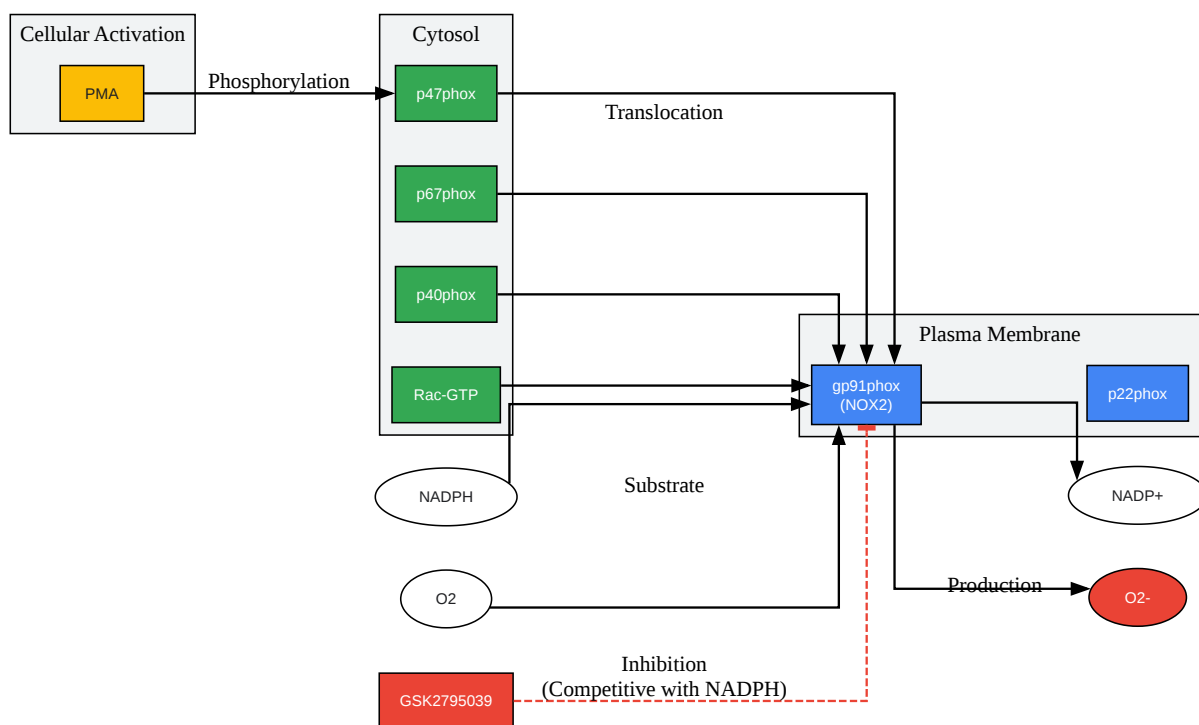 Cellular Activation
Cytosol
PMA
Phosphorylation
p47phox
Translocation
p67phox
p40phox
Plasma Membrane
Rac-GTP
gp91phox
(NOX2)
p22phox
NADPH
Substrate
NADP+
O2
Production
O2-
Inhibition
(Competitive with NADPH)
GSK2795039